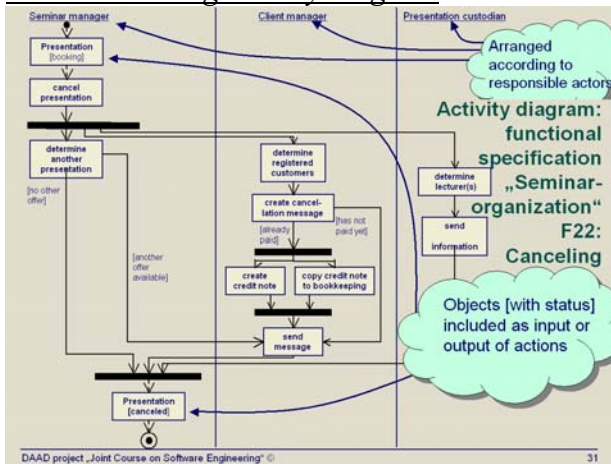 Seminar manager
Client manager
Presentation custodian
Presentation
[booking]
cancel
presentation
determine
another
presentation
[no other
offer]
[another
offer
available]
determine
registered
customers
create cancel-
lation message
[already
paid]
[has not
paid yet]
create
credit note
copy credit note
to bookkeeping
send
message
determine
lecturer(s)
send
information
Presentation
[canceled]
Arranged
according to
responsible actors
Activity diagram:
functional
specification
„Seminar-
organization“
F22:
Canceling
Objects [with status]
included as input or
output of actions
DAAD project „Joint Course on Software Engineering“ ©
31